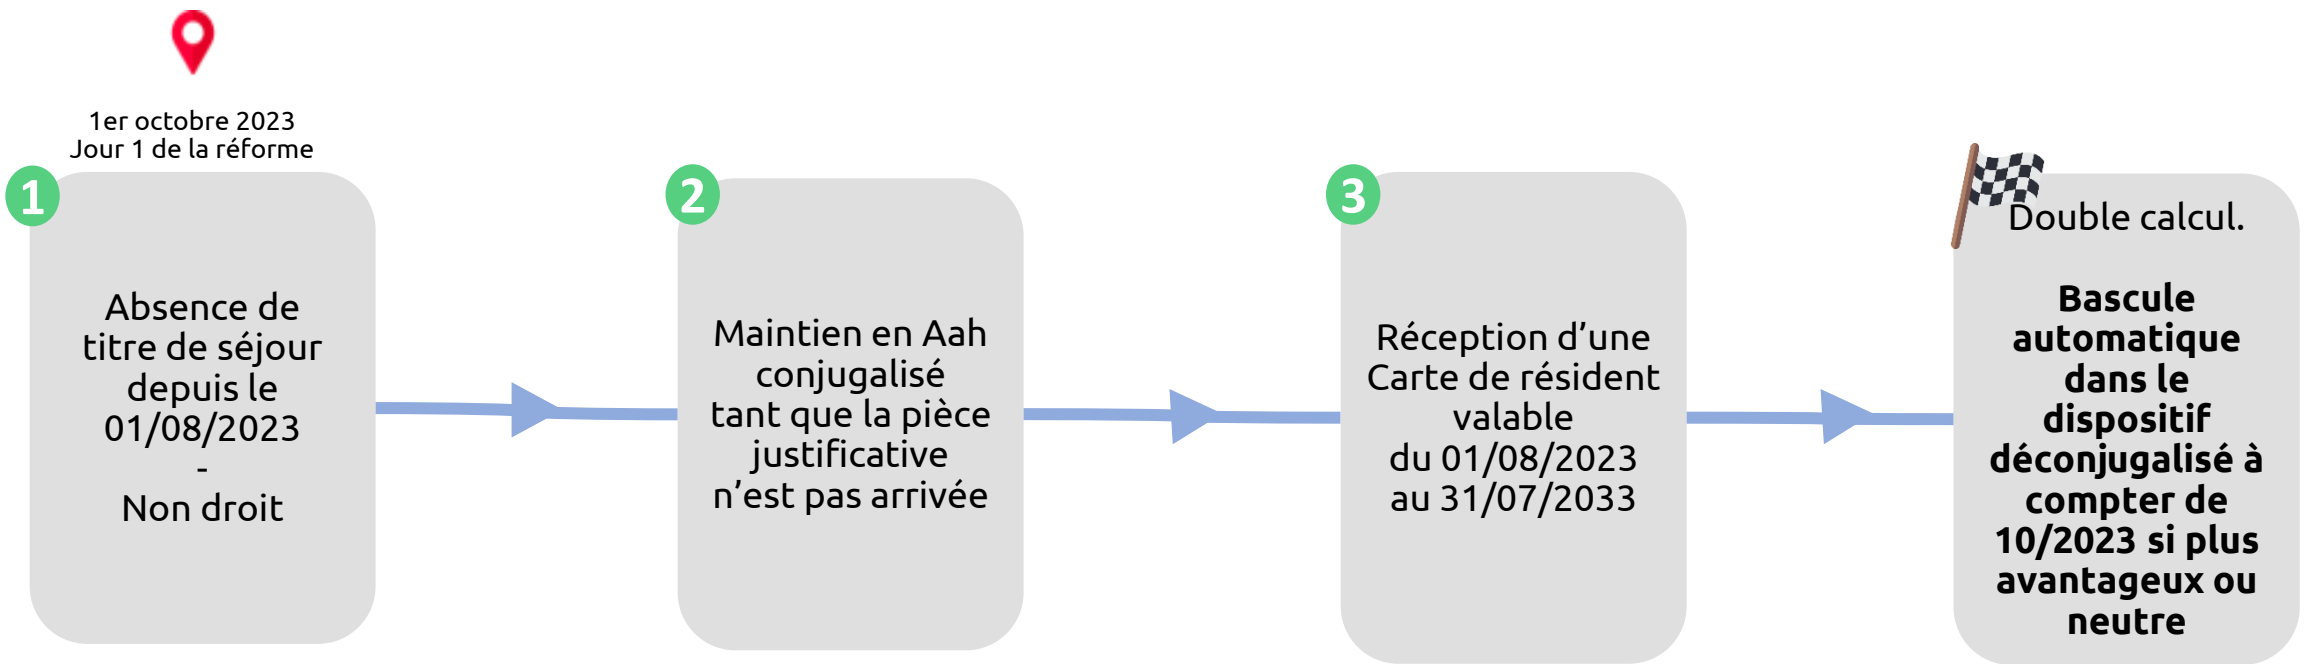 1er octobre 2023
Jour 1 de la réforme
1
Absence de
titre de séjour
depuis le
01/08/2023
-
Non droit
2
Maintien en Aah
conjugalisé
tant que la pièce
justificative
n’est pas arrivée
3
Réception d’une
Carte de résident
valable
du 01/08/2023
au 31/07/2033
Double calcul.
Bascule
automatique
dans le
dispositif
déconjugalisé à
compter de
10/2023 si plus
avantageux ou
neutre